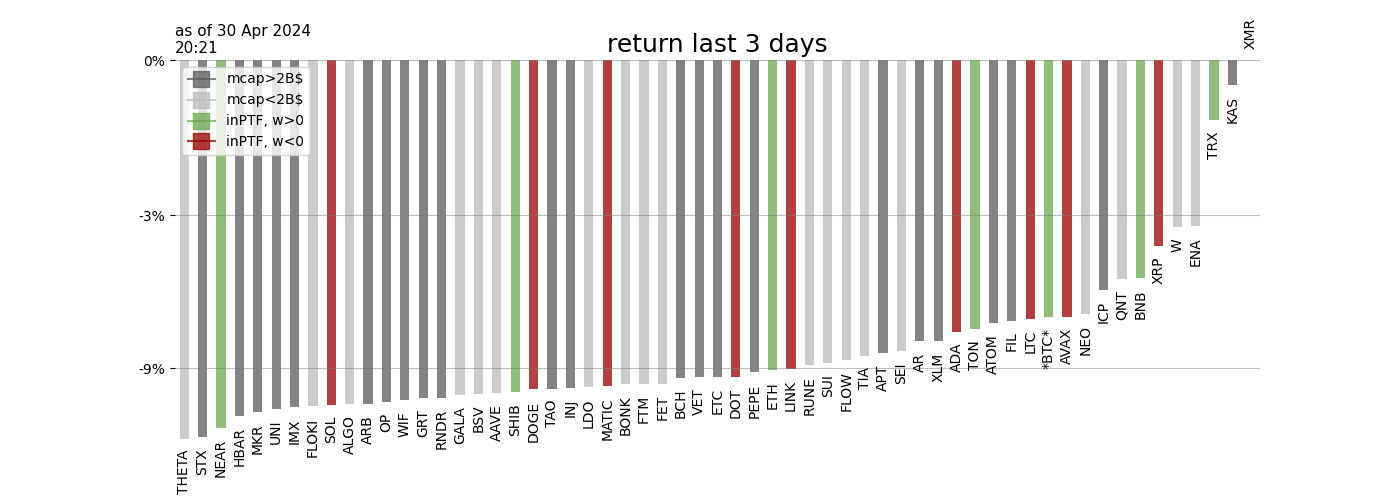 as of 30 Apr 2024
20:21
return last 3 days
XMR
0%
mcap>2B$
mcap<2B$
inPTF, w>0
inPTF, w<0
-3%
-9%
THETA
STX
NEAR
HBAR
MKR
UNI
IMX
FLOKI
SOL
ALGO
ARB
OP
WIF
GRT
RNDR
GALA
BSV
AAVE
SHIB
DOGE
TAO
INJ
LDO
MATIC
BONK
FTM
FET
BCH
VET
ETC
DOT
PEPE
ETH
LINK
RUNE
SUI
FLOW
TIA
APT
SEI
AR
XLM
ADA
TON
ATOM
FIL
LTC
*BTC*
AVAX
NEO
ICP
QNT
BNB
XRP
W
ENA
TRX
KAS